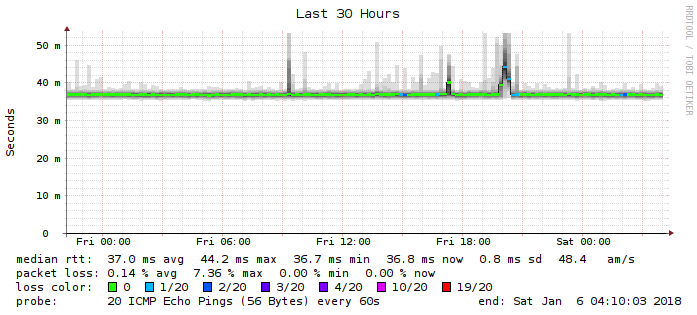 Last 30 Hours
RRDTOOL / TOBI OETIKER
Seconds
50 m
40 m
30 m
20 m
10 m
0
Fri 00:00 Fri 06:00 Fri 12:00 Fri 18:00 Sat 00:00
median rtt: 37.0 ms avg 44.2 ms max 36.7 ms min 36.8 ms now 0.8 ms sd 48.4 am/s
packet loss: 0.14 % avg 7.36 % max 0.00 % min 0.00 % now
loss color: 0 1/20 2/20 3/20 4/20 10/20 19/20
probe: 20 ICMP Echo Pings (56 Bytes) every 60s end: Sat Jan 6 04:10:03 2018